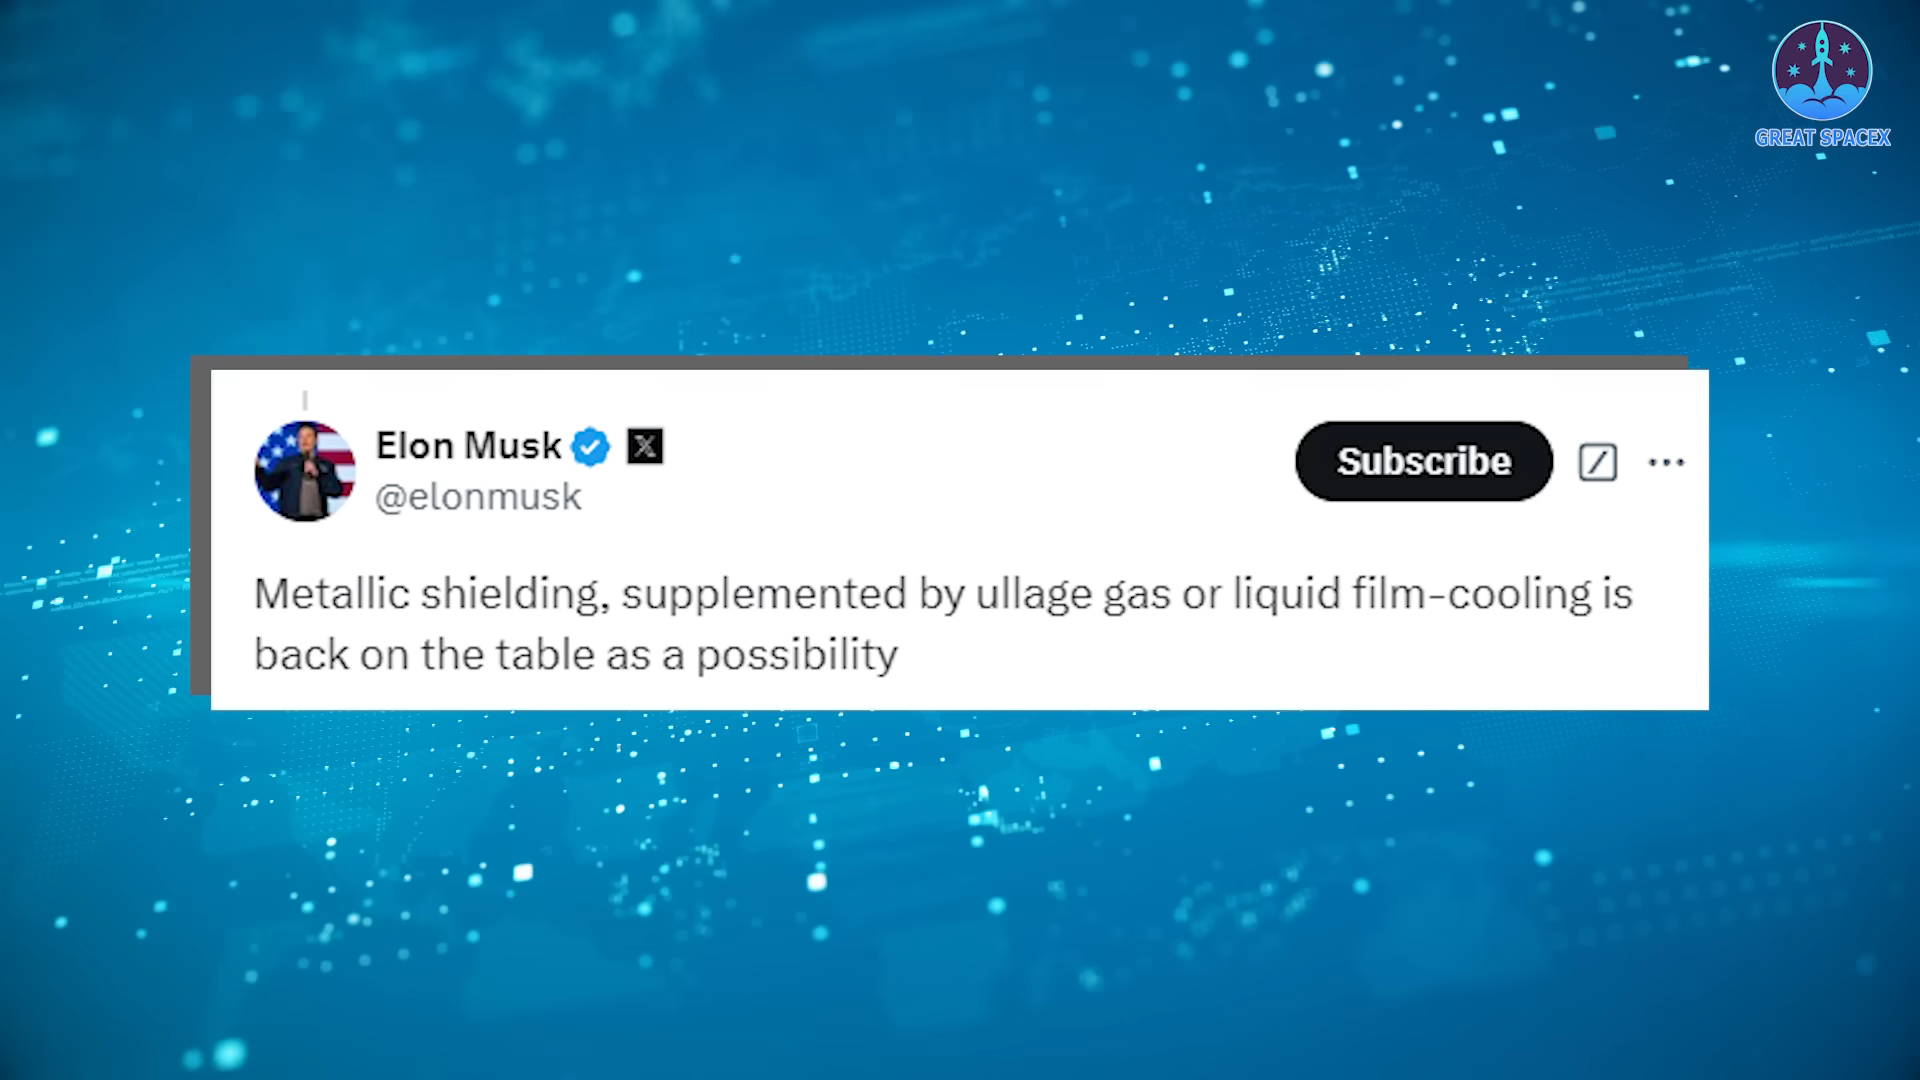 GREAT SPACEX
Elon Musk
@elonmusk
Subscribe
Metallic shielding, supplemented by ullage gas or liquid film-cooling is
back on the table as a possibility